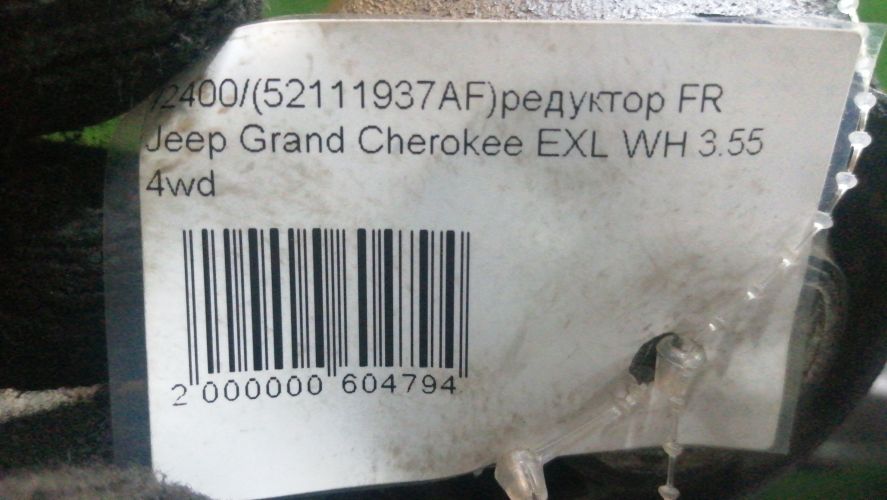 /2400/(52111937AF)редуктор FR
Jeep Grand Cherokee EXL WH 3.55
4wd
2 000000 604794